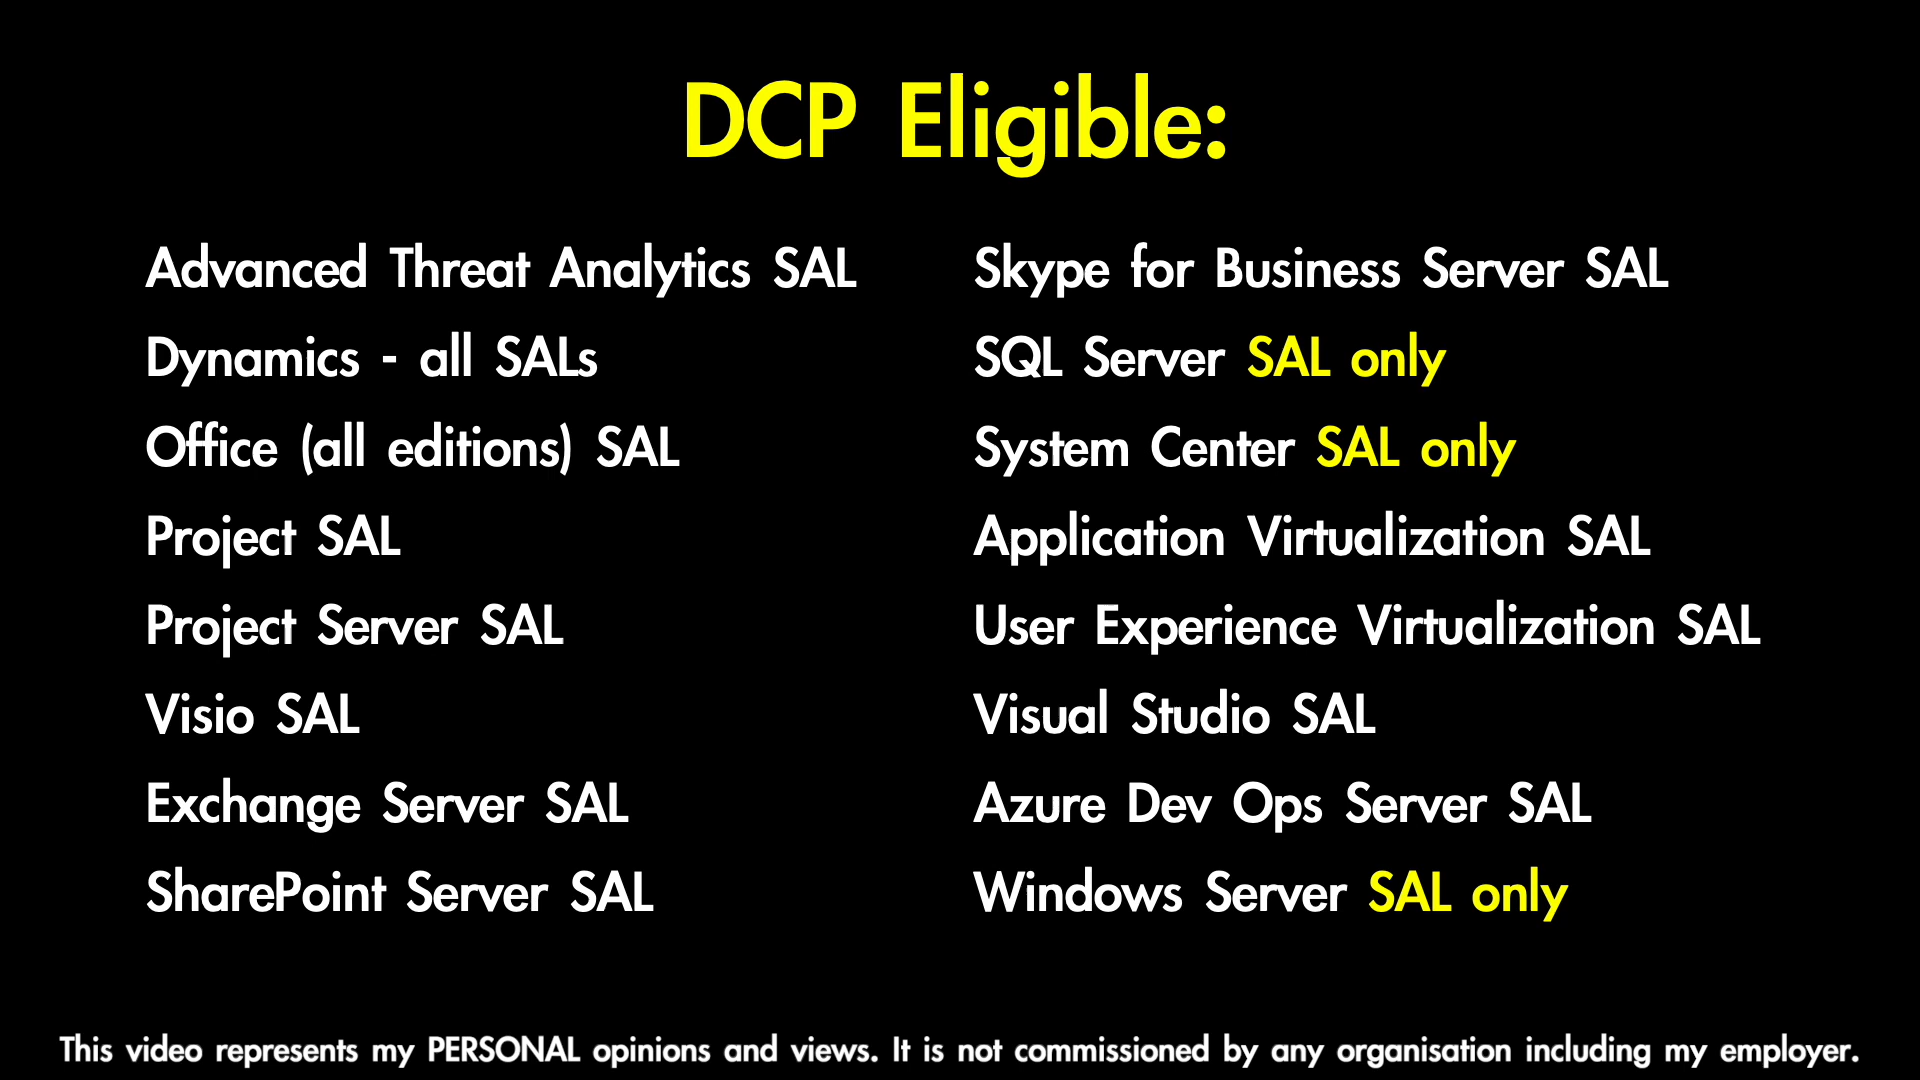 DCP Eligible:
Advanced Threat Analytics SAL
Dynamics - all SALs
Office (all editions) SAL
Project SAL
Project Server SAL
Visio SAL
Exchange Server SAL
SharePoint Server SAL
Skype for Business Server SAL
SQL Server SAL only
System Center SAL only
Application Virtualization SAL
User Experience Virtualization SAL
Visual Studio SAL
Azure Dev Ops Server SAL
Windows Server SAL only
This video represents my PERSONAL opinions and views. It is not commissioned by any organisation including my employer.